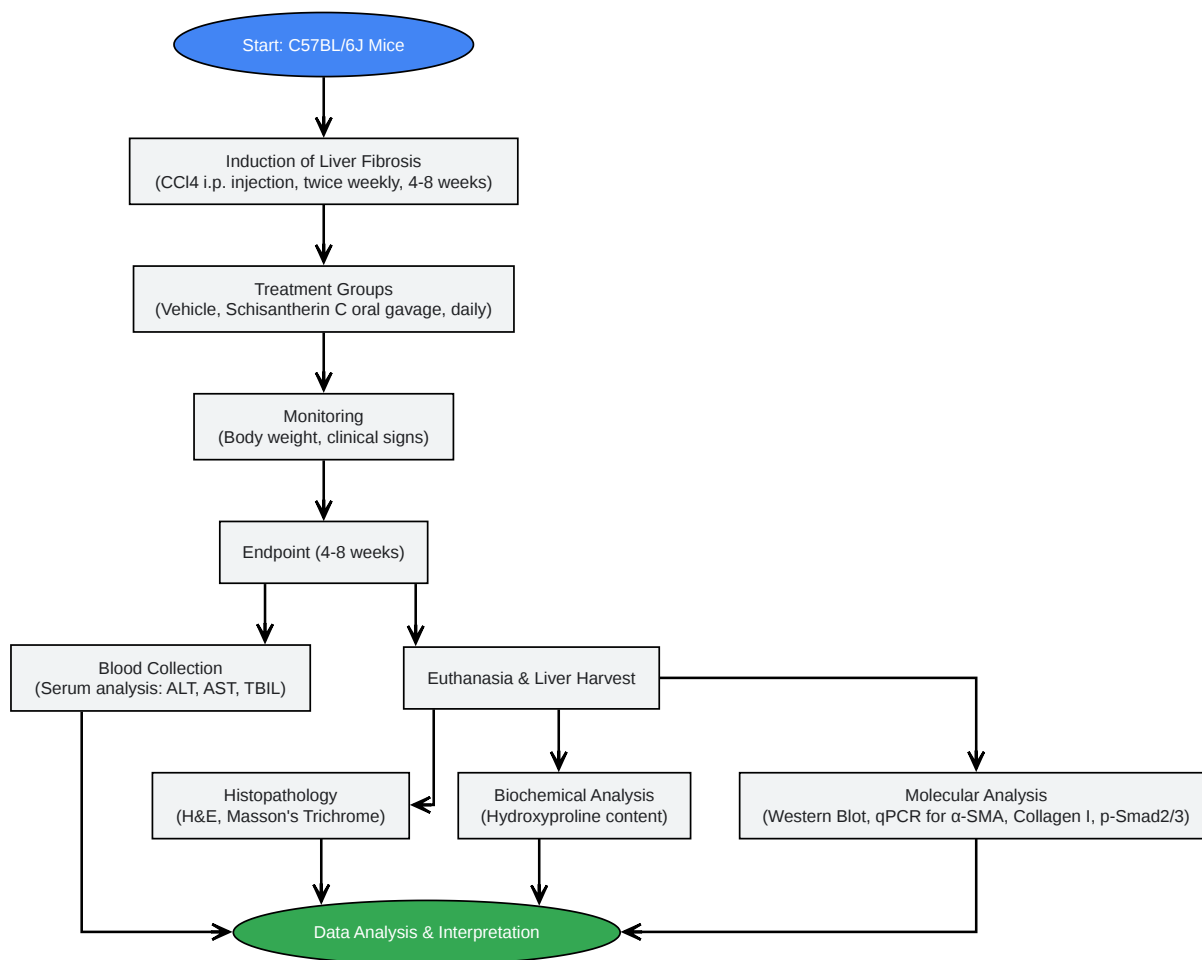 Start: C57BL/6J Mice
Induction of Liver Fibrosis
(CCl4 i.p. injection, twice weekly, 4-8 weeks)
Treatment Groups
(Vehicle, Schisantherin C oral gavage, daily)
Monitoring
(Body weight, clinical signs)
Endpoint (4-8 weeks)
Blood Collection
(Serum analysis: ALT, AST, TBIL)
Euthanasia & Liver Harvest
Histopathology
(H&E, Masson's Trichrome)
Biochemical Analysis
(Hydroxyproline content)
Molecular Analysis
(Western Blot, qPCR for α-SMA, Collagen I, p-Smad2/3)
Data Analysis & Interpretation